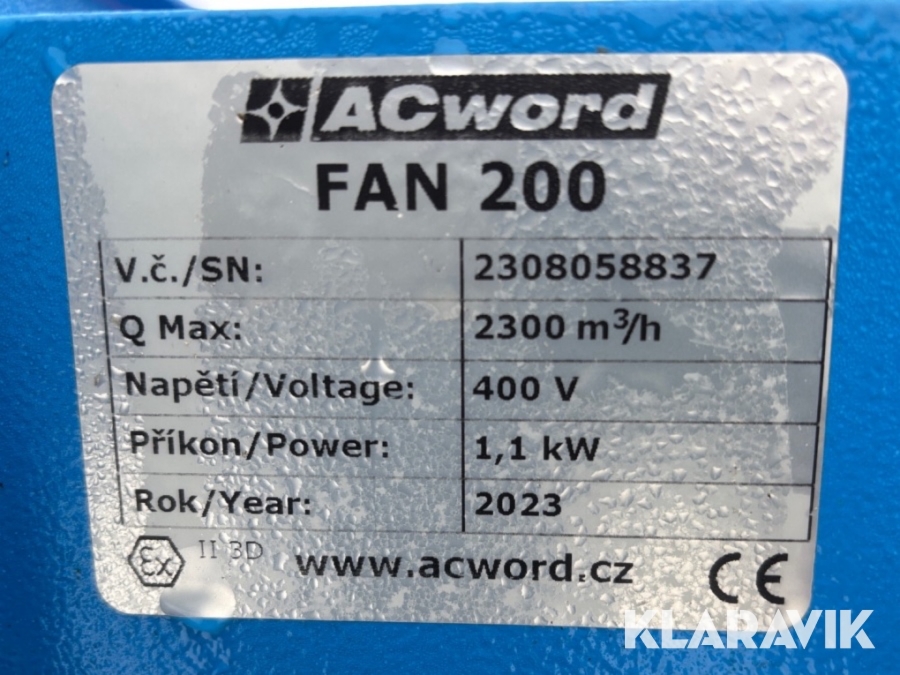 ACword
FAN 200
V.č./SN: 2308058837
Q Max: 2300 m³/h
Napětí/Voltage: 400 V
Příkon/Power: 1,1 kW
Rok/Year: 2023
Ex II 3D www.acword.cz CE
KLARAVIK